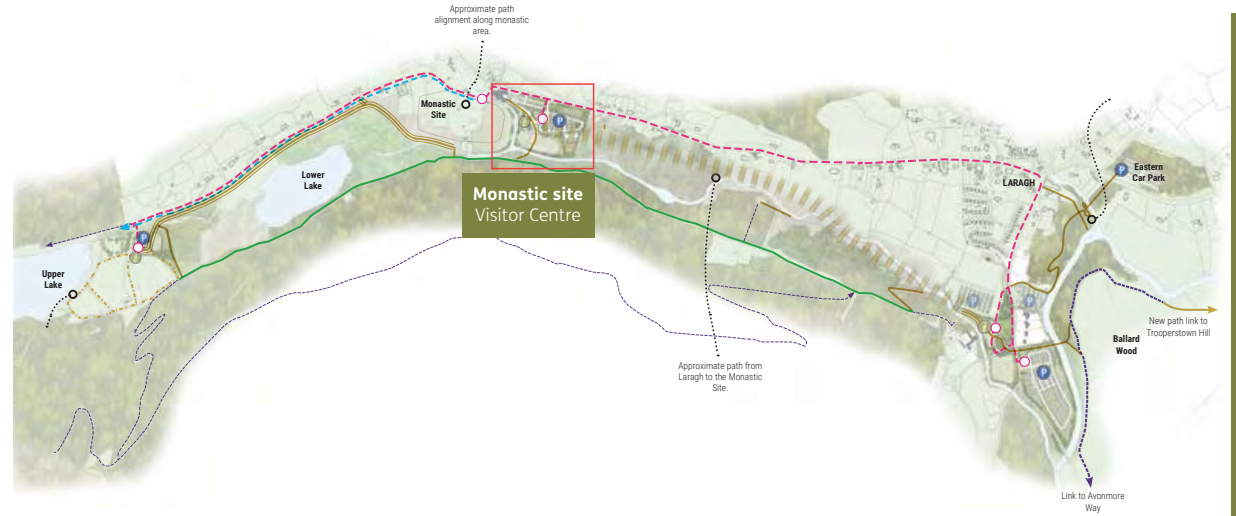 Approximate path
alignment along monastic
area.
Monastic
Site
P
Lower
Lake
Monastic site
Visitor Centre
LARAGH
Eastern
Car Park
P
P
Upper
Lake
P
P
New path link to
Trooperstown Hill
Ballard
Wood
Approximate path from
Laragh to the Monastic
Site.
P
Link to Avonmore
Way